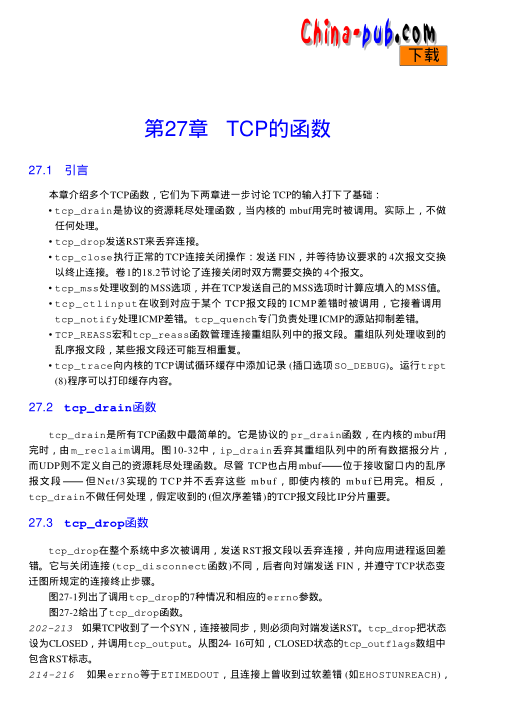 China-pub.com
下载
第27章 TCP的函数
27.1 引言
本章介绍多个TCP函数，它们为下两章进一步讨论TCP的输入打下了基础：
• tcp_drain是协议的资源耗尽处理函数，当内核的 mbuf用完时被调用。实际上，不做
任何处理。
• tcp_drop发送RST来丢弃连接。
• tcp_close执行正常的TCP连接关闭操作：发送 FIN，并等待协议要求的 4次报文交换
以终止连接。卷1的18.2节讨论了连接关闭时双方需要交换的 4个报文。
• tcp_mss处理收到的MSS选项，并在TCP发送自己的MSS选项时计算应填入的MSS值。
• tcp_ctlinput在收到对应于某个 TCP报文段的 ICMP差错时被调用，它接着调用
tcp_notify处理ICMP差错。tcp_quench专门负责处理ICMP的源站抑制差错。
• TCP_REASS宏和tcp_reass函数管理连接重组队列中的报文段。重组队列处理收到的
乱序报文段，某些报文段还可能互相重复。
• tcp_trace向内核的TCP调试循环缓存中添加记录 (插口选项SO_DEBUG)。运行trpt
(8)程序可以打印缓存内容。
27.2 tcp_drain函数
tcp_drain是所有TCP函数中最简单的。它是协议的 pr_drain函数，在内核的mbuf用
完时，由m_reclaim调用。图10-32中，ip_drain丢弃其重组队列中的所有数据报分片，
而UDP则不定义自己的资源耗尽处理函数。尽管 TCP也占用mbuf——位于接收窗口内的乱序
报文段——但Net/3实现的TCP并不丢弃这些 mbuf，即使内核的 mbuf已用完。相反，
tcp_drain不做任何处理，假定收到的(但次序差错)的TCP报文段比IP分片重要。
27.3 tcp_drop函数
tcp_drop在整个系统中多次被调用，发送RST报文段以丢弃连接，并向应用进程返回差
错。它与关闭连接 (tcp_disconnect函数)不同，后者向对端发送 FIN，并遵守TCP状态变
迁图所规定的连接终止步骤。
图27-1列出了调用tcp_drop的7种情况和相应的errno参数。
图27-2给出了tcp_drop函数。
202-213 如果TCP收到了一个SYN，连接被同步，则必须向对端发送RST。tcp_drop把状态
设为CLOSED，并调用tcp_output。从图24-16可知，CLOSED状态的tcp_outflags数组中
包含RST标志。
214-216 如果errno等于ETIMEDOUT，且连接上曾收到过软差错 (如EHOSTUNREACH)，